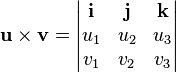 u × v = | i j k |
| u₁ u₂ u₃ |
| v₁ v₂ v₃ |